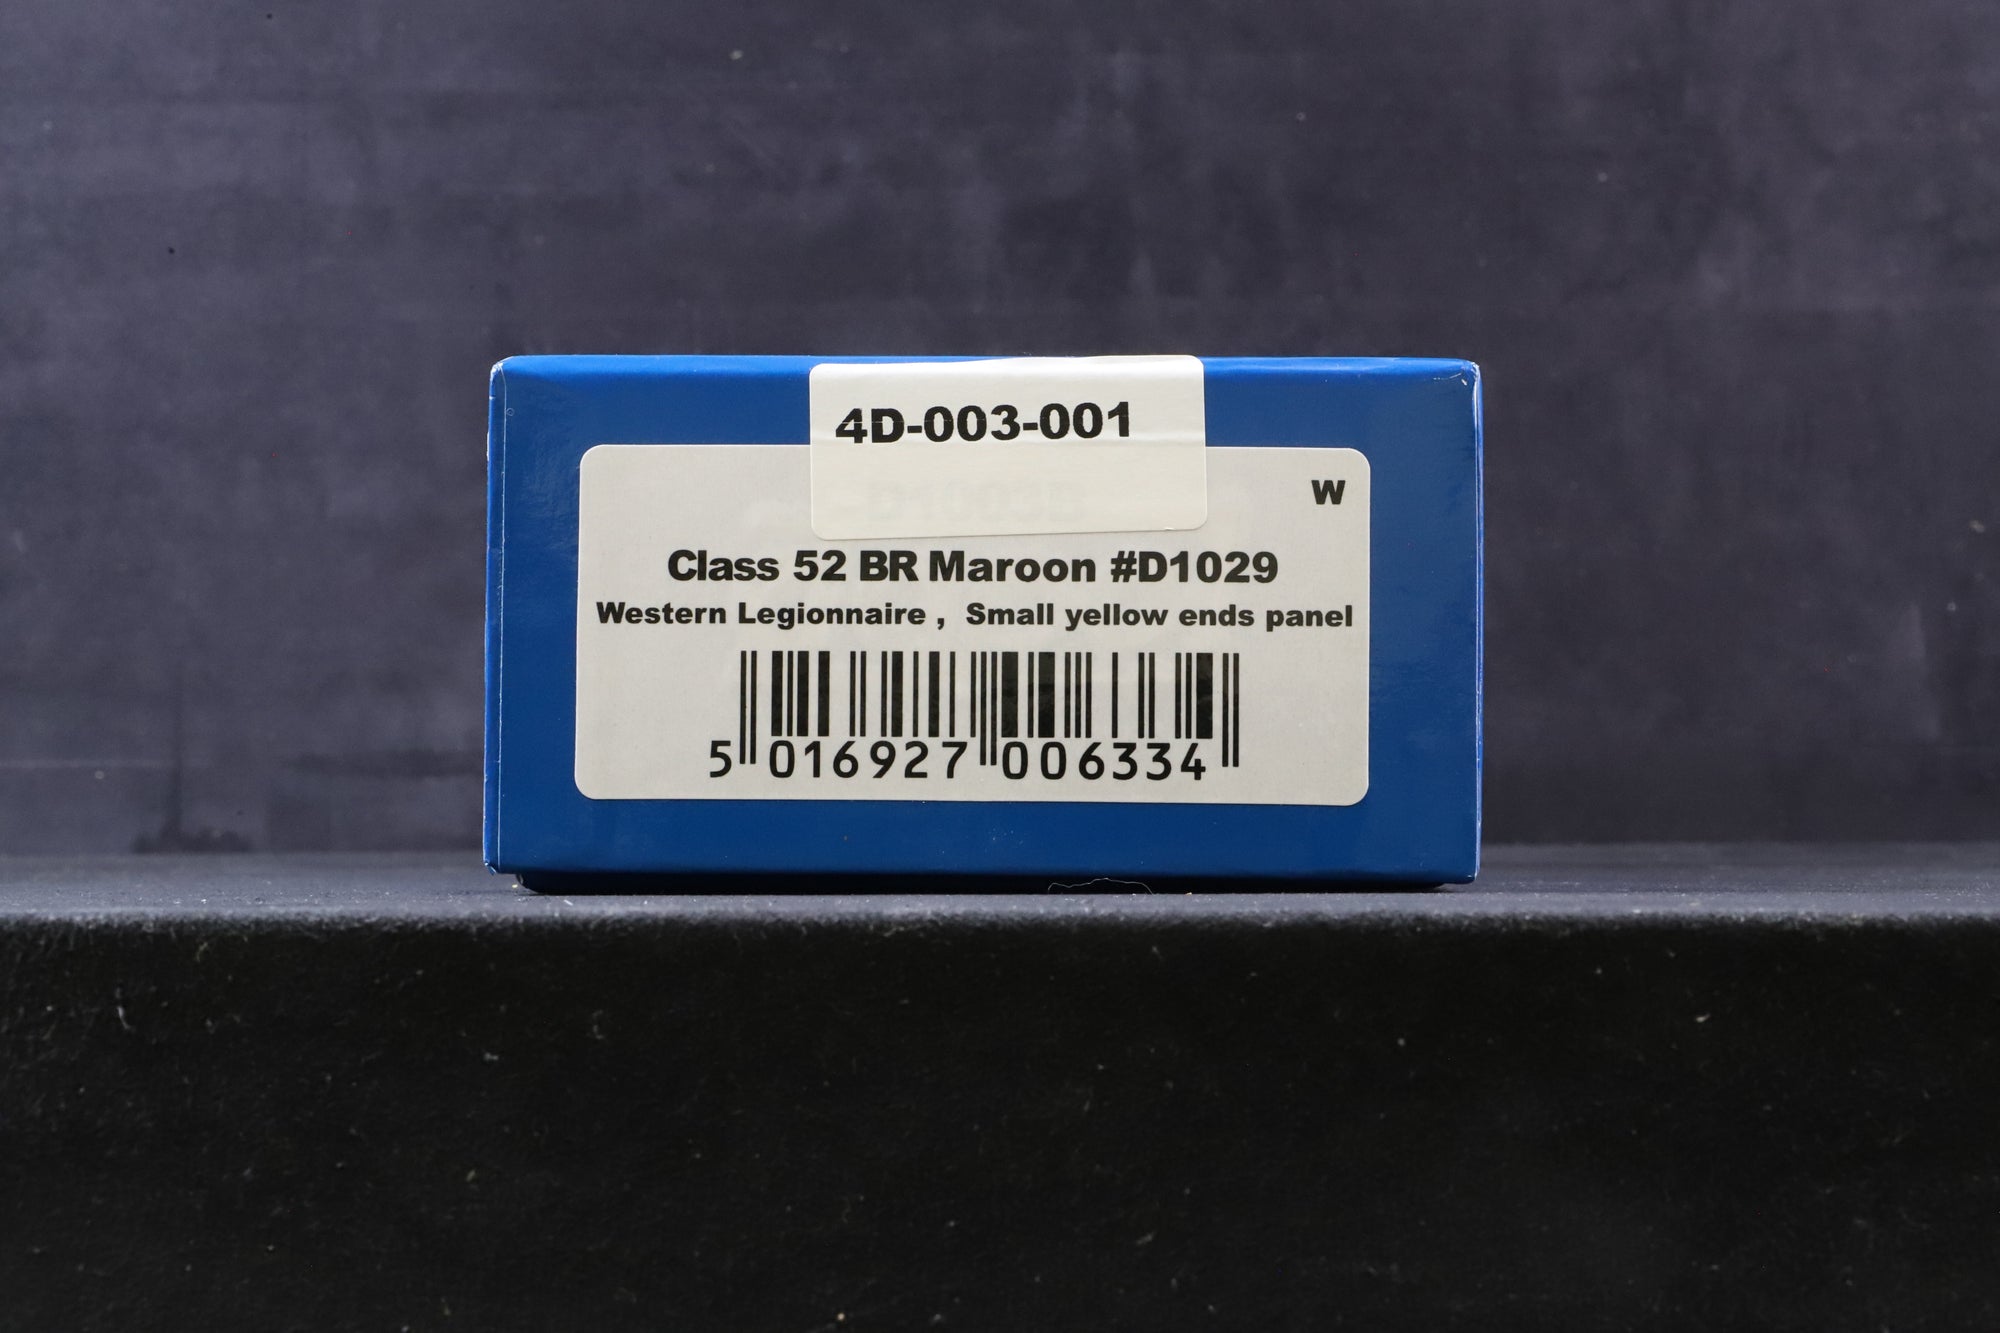 4D-003-001
W
Class 52 BR Maroon #D1029
Western Legionnaire ,  Small yellow ends panel
5 016927 006334